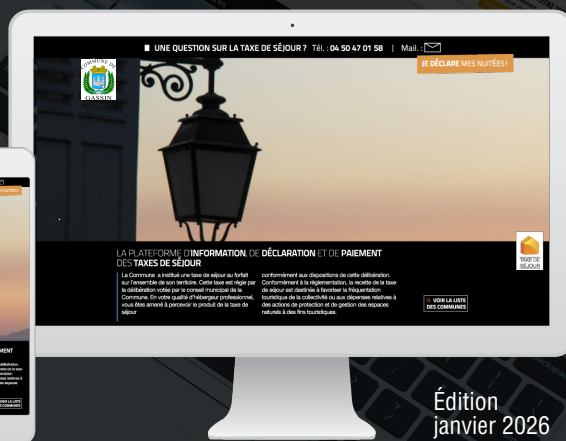 UNE QUESTION SUR LA TAXE DE SÉJOUR ? Tél. : 04 50 47 01 58 | Mail. :
JE DÉCLARE MES NUITÉES !
COMMUNE DE
GASSIN
LA PLATEFORME D'INFORMATION, DE DÉCLARATION ET DE PAIEMENT
DES TAXES DE SÉJOUR
La Commune a institué une taxe de séjour au forfait
sur l'ensemble de son territoire. Cette taxe est régie par
la délibération votée par le conseil municipal de la
Commune. En votre qualité d'hébergeur professionnel,
vous êtes amené à percevoir le produit de la taxe de
séjour
conformément aux dispositions de cette délibération.
Conformément à la réglementation, la recette de la taxe
de séjour est destinée à favoriser la fréquentation
touristique de la collectivité ou aux dépenses relatives à
des actions de protection et de gestion des espaces
naturels à des fins touristiques.
TAXE DE
SÉJOUR
VOIR LA LISTE
DES COMMUNES
Édition
janvier 2026